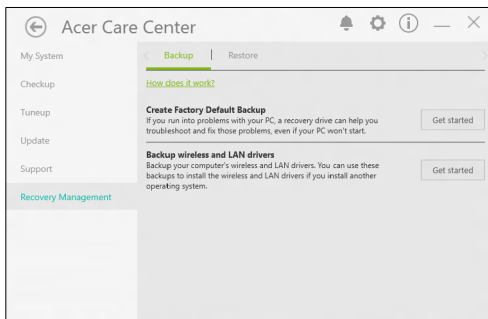 Acer Care Center
My System
Checkup
Tuneup
Update
Support
Recovery Management
Backup
Restore
How does it work?
Create Factory Default Backup
If you run into problems with your PC, a recovery drive can help you
troubleshoot and fix those problems, even if your PC won't start.
Get started
Backup wireless and LAN drivers
Backup your computer's wireless and LAN drivers. You can use these
backups to install the wireless and LAN drivers if you install another
operating system.
Get started